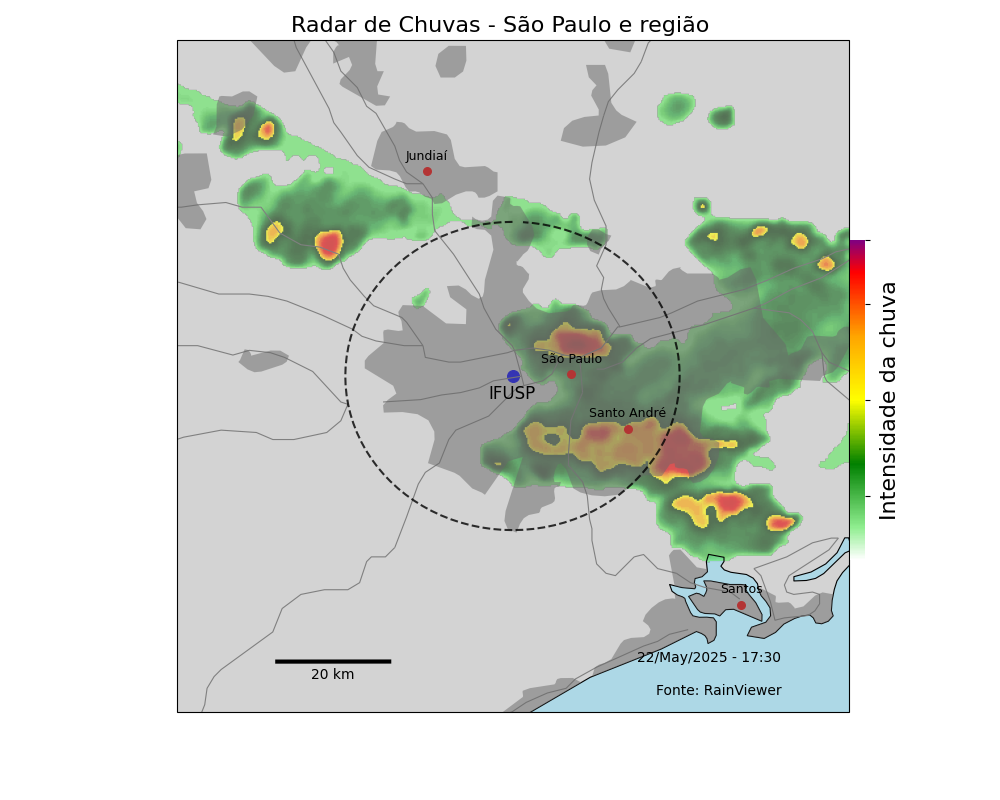 Radar de Chuvas - São Paulo e região
Jundiaí
São Paulo
IFUSP
Santo André
Intensidade da chuva
Santos
22/May/2025 - 17:30
20 km
Fonte: RainViewer